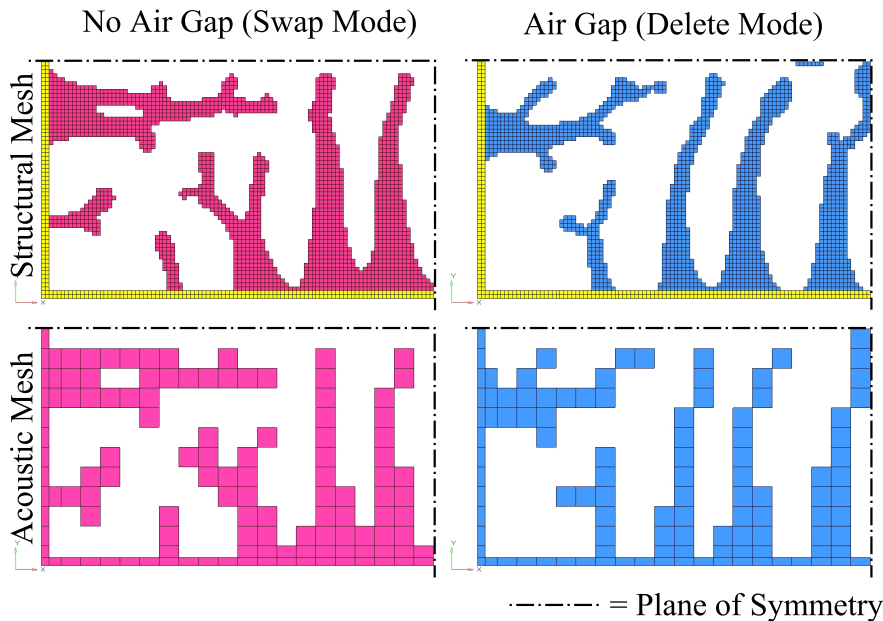 No Air Gap (Swap Mode)
Air Gap (Delete Mode)
Structural Mesh
Y
X
Y
X
Acoustic Mesh
Y
X
Y
X
= Plane of Symmetry